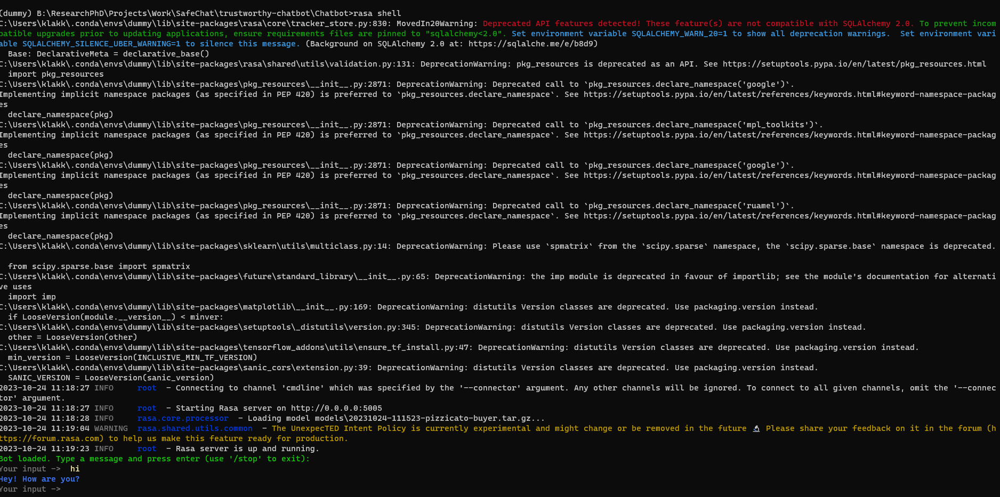 (dummy) B:\ResearchPhD\Projects\Work\SafeChat\trustworthy-chatbot\Chatbot>rasa shell
C:\Users\klakk\.conda\envs\dummy\lib\site-packages\rasa\core\tracker_store.py:830: MovedIn20Warning: Deprecated API features detected! These feature(s) are not compatible with SQLAlchemy 2.0. To prevent incom
patible upgrades prior to updating applications, ensure requirements files are pinned to "sqlalchemy<2.0". Set environment variable SQLALCHEMY_WARN_20=1 to show all deprecation warnings.  Set environment vari
able SQLALCHEMY_SILENCE_UBER_WARNING=1 to silence this message. (Background on SQLAlchemy 2.0 at: https://sqlalche.me/e/b8d9)
  Base: DeclarativeMeta = declarative_base()
C:\Users\klakk\.conda\envs\dummy\lib\site-packages\rasa\shared\utils\validation.py:131: DeprecationWarning: pkg_resources is deprecated as an API. See https://setuptools.pypa.io/en/latest/pkg_resources.html
  import pkg_resources
C:\Users\klakk\.conda\envs\dummy\lib\site-packages\pkg_resources\__init__.py:2871: DeprecationWarning: Deprecated call to `pkg_resources.declare_namespace('google')`.
Implementing implicit namespace packages (as specified in PEP 420) is preferred to `pkg_resources.declare_namespace`. See https://setuptools.pypa.io/en/latest/references/keywords.html#keyword-namespace-packag
es
  declare_namespace(pkg)
C:\Users\klakk\.conda\envs\dummy\lib\site-packages\pkg_resources\__init__.py:2871: DeprecationWarning: Deprecated call to `pkg_resources.declare_namespace('mpl_toolkits')`.
Implementing implicit namespace packages (as specified in PEP 420) is preferred to `pkg_resources.declare_namespace`. See https://setuptools.pypa.io/en/latest/references/keywords.html#keyword-namespace-packag
es
  declare_namespace(pkg)
C:\Users\klakk\.conda\envs\dummy\lib\site-packages\pkg_resources\__init__.py:2871: DeprecationWarning: Deprecated call to `pkg_resources.declare_namespace('google')`.
Implementing implicit namespace packages (as specified in PEP 420) is preferred to `pkg_resources.declare_namespace`. See https://setuptools.pypa.io/en/latest/references/keywords.html#keyword-namespace-packag
es
  declare_namespace(pkg)
C:\Users\klakk\.conda\envs\dummy\lib\site-packages\pkg_resources\__init__.py:2871: DeprecationWarning: Deprecated call to `pkg_resources.declare_namespace('ruamel')`.
Implementing implicit namespace packages (as specified in PEP 420) is preferred to `pkg_resources.declare_namespace`. See https://setuptools.pypa.io/en/latest/references/keywords.html#keyword-namespace-packag
es
  declare_namespace(pkg)
C:\Users\klakk\.conda\envs\dummy\lib\site-packages\sklearn\utils\multiclass.py:14: DeprecationWarning: Please use `spmatrix` from the `scipy.sparse` namespace, the `scipy.sparse.base` namespace is deprecated.
  from scipy.sparse.base import spmatrix
C:\Users\klakk\.conda\envs\dummy\lib\site-packages\future\standard_library\__init__.py:65: DeprecationWarning: the imp module is deprecated in favour of importlib; see the module's documentation for alternati
ve uses
  import imp
C:\Users\klakk\.conda\envs\dummy\lib\site-packages\matplotlib\__init__.py:169: DeprecationWarning: distutils Version classes are deprecated. Use packaging.version instead.
  if LooseVersion(module.__version__) < minver:
C:\Users\klakk\.conda\envs\dummy\lib\site-packages\setuptools\_distutils\version.py:345: DeprecationWarning: distutils Version classes are deprecated. Use packaging.version instead.
  other = LooseVersion(other)
C:\Users\klakk\.conda\envs\dummy\lib\site-packages\tensorflow_addons\utils\ensure_tf_install.py:47: DeprecationWarning: distutils Version classes are deprecated. Use packaging.version instead.
  min_version = LooseVersion(INCLUSIVE_MIN_TF_VERSION)
C:\Users\klakk\.conda\envs\dummy\lib\site-packages\sanic_cors\extension.py:39: DeprecationWarning: distutils Version classes are deprecated. Use packaging.version instead.
  SANIC_VERSION = LooseVersion(sanic_version)
2023-10-24 11:18:27 INFO     root  - Connecting to channel 'cmdline' which was specified by the '--connector' argument. Any other channels will be ignored. To connect to all given channels, omit the '--connec
tor' argument.
2023-10-24 11:18:27 INFO     root  - Starting Rasa server on http://0.0.0.0:5005
2023-10-24 11:18:28 INFO     rasa.core.processor  - Loading model models\20231024-111523-pizzicato-buyer.tar.gz...
2023-10-24 11:19:04 WARNING  rasa.shared.utils.common  - The UnexpecTED Intent Policy is currently experimental and might change or be removed in the future 🔬 Please share your feedback on it in the forum (h
ttps://forum.rasa.com) to help us make this feature ready for production.
2023-10-24 11:19:23 INFO     root  - Rasa server is up and running.
Bot loaded. Type a message and press enter (use '/stop' to exit):
Your input ->  hi
Hey! How are you?
Your input ->